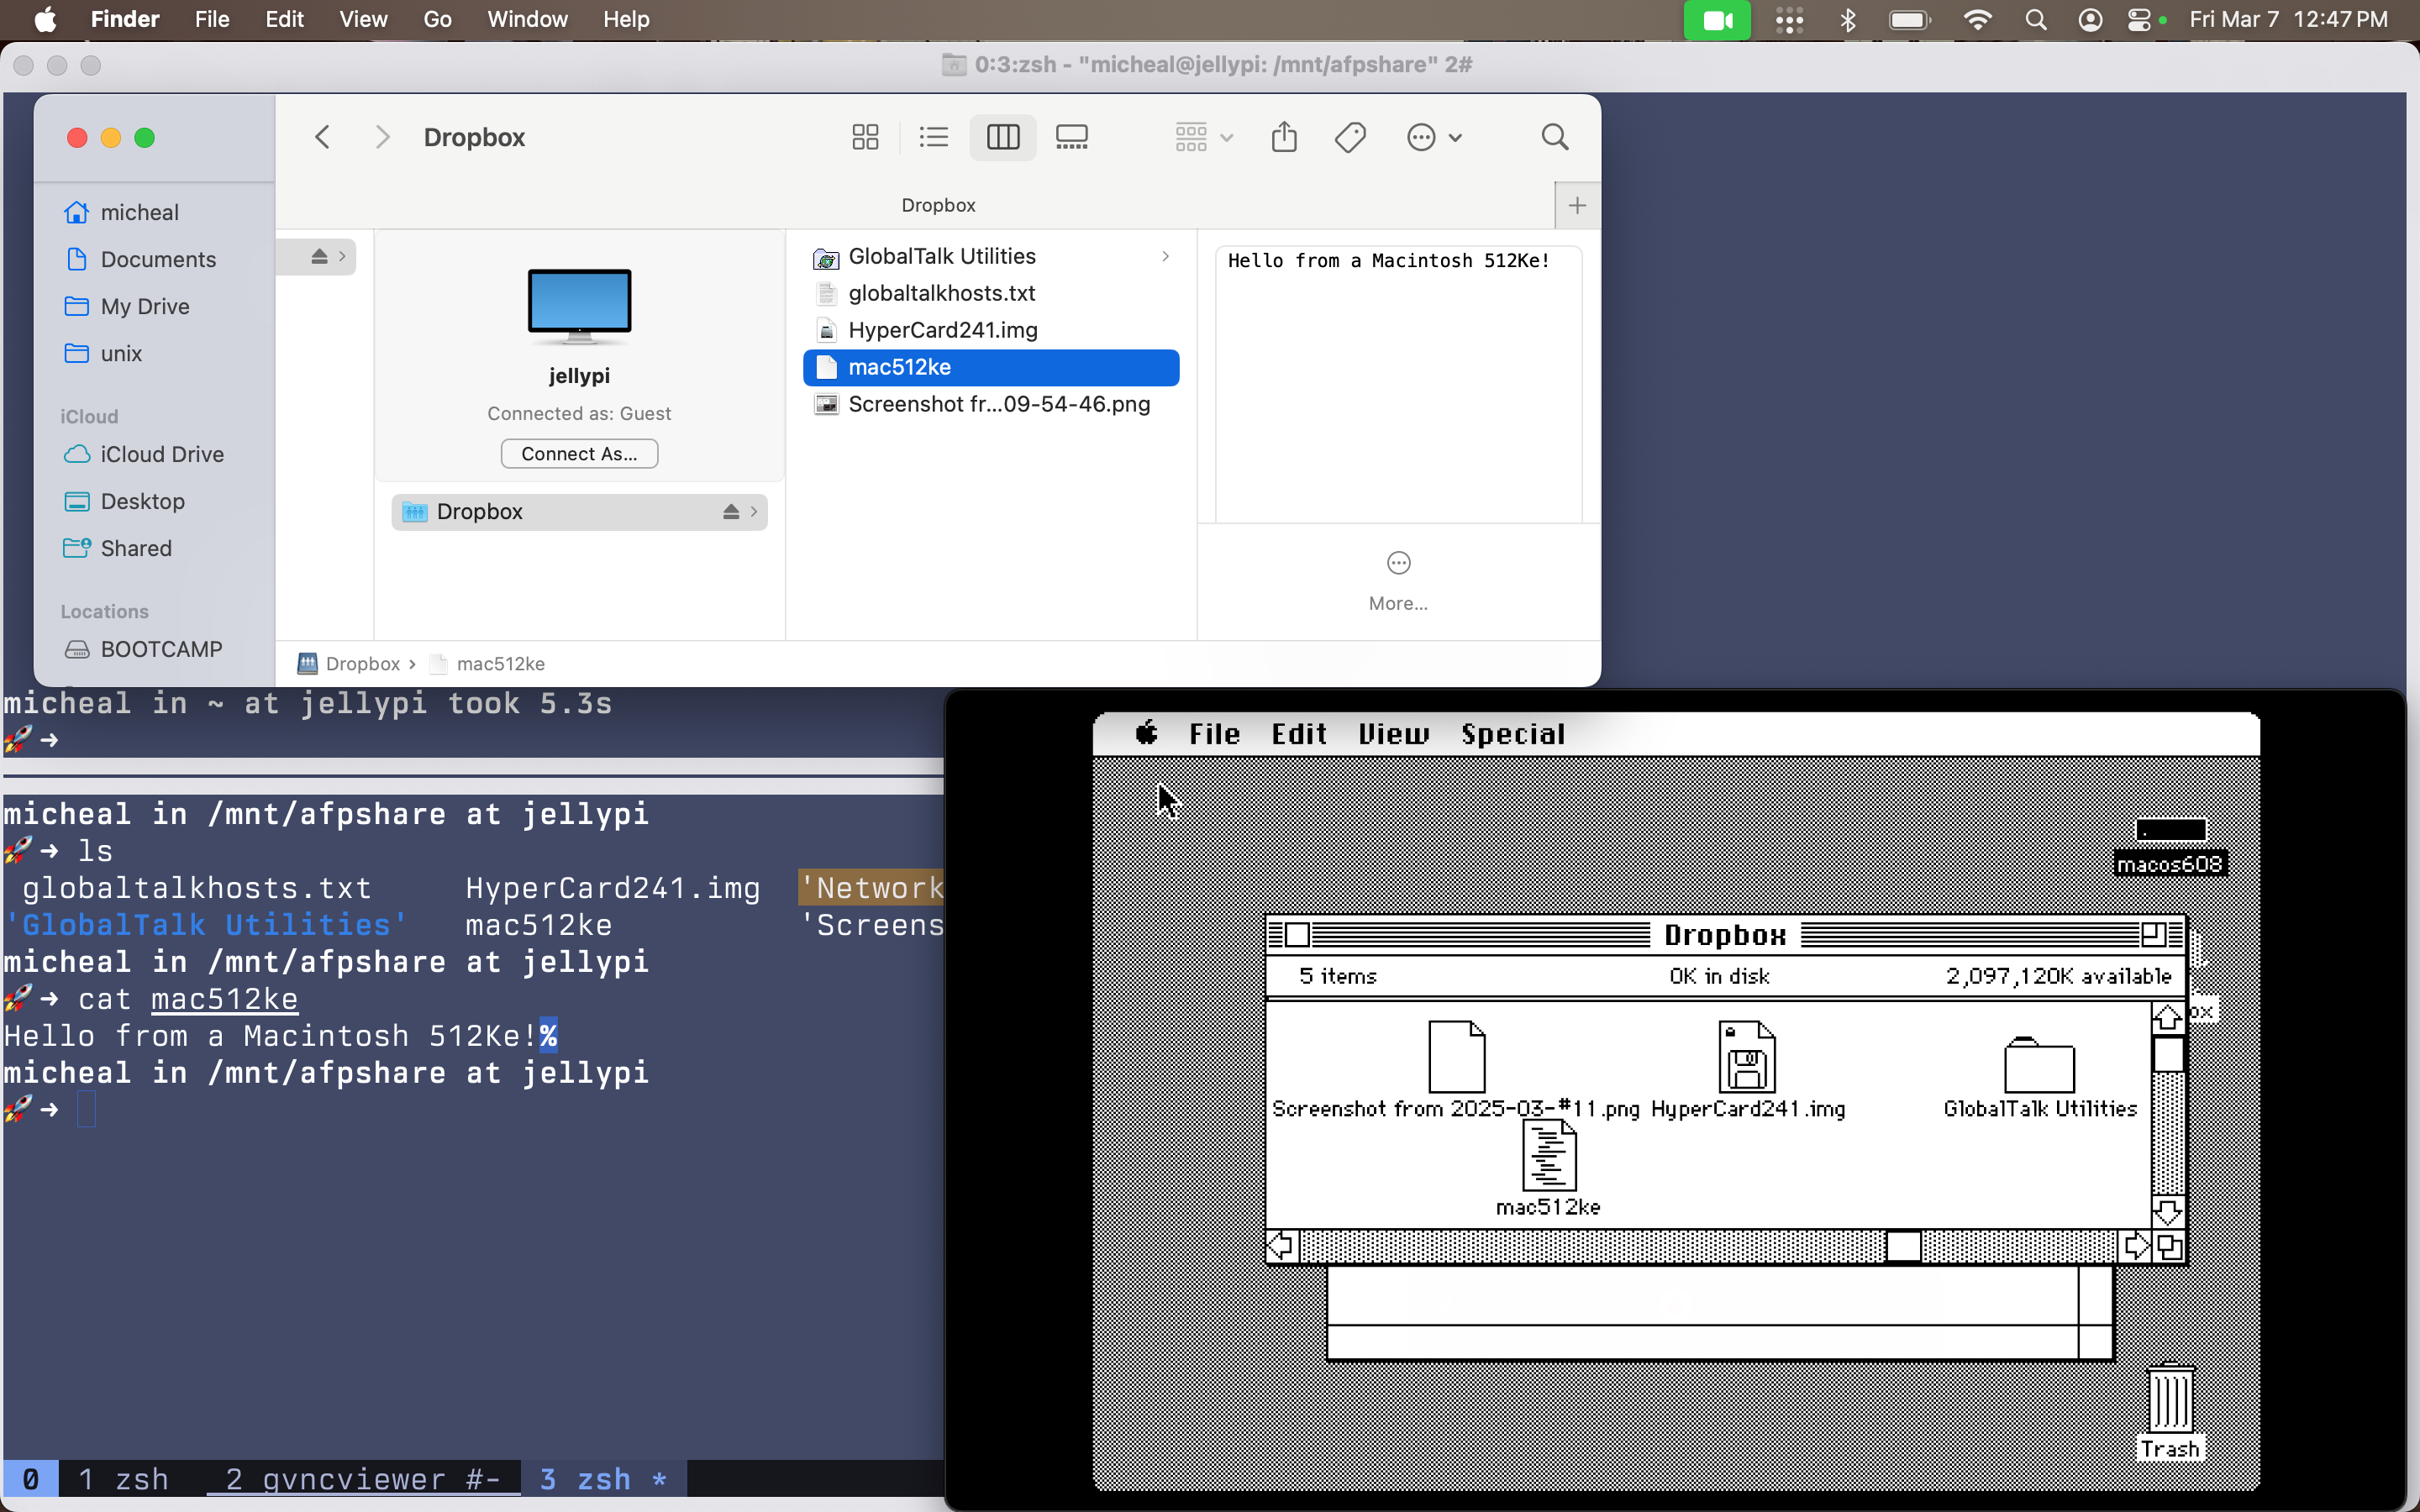 Finder File Edit View Go Window Help
Fri Mar 7 12:47 PM
0:3:zsh - "micheal@jellypi: /mnt/afpshare" 2#
Dropbox
Dropbox
micheal
Documents
My Drive
unix
iCloud
iCloud Drive
Desktop
Shared
Locations
BOOTCAMP
jellypi
Connected as: Guest
Connect As...
Dropbox
GlobalTalk Utilities
globaltalkhosts.txt
HyperCard241.img
mac512ke
Screenshot fr...09-54-46.png
Hello from a Macintosh 512Ke!
More...
Dropbox › mac512ke
micheal in ~ at jellypi took 5.3s
🚀 ➜
micheal in /mnt/afpshare at jellypi
🚀 ➜ ls
globaltalkhosts.txt HyperCard241.img 'Network
'GlobalTalk Utilities' mac512ke 'Screens
micheal in /mnt/afpshare at jellypi
🚀 ➜ cat mac512ke
Hello from a Macintosh 512Ke!%
micheal in /mnt/afpshare at jellypi
🚀 ➜
0 1 zsh 2 gvncviewer #- 3 zsh *
File Edit View Special
macos608
Dropbox
5 items 0K in disk 2,097,120K available
ox
Screenshot from 2025-03-#11.png HyperCard241.img GlobalTalk Utilities
mac512ke
Trash